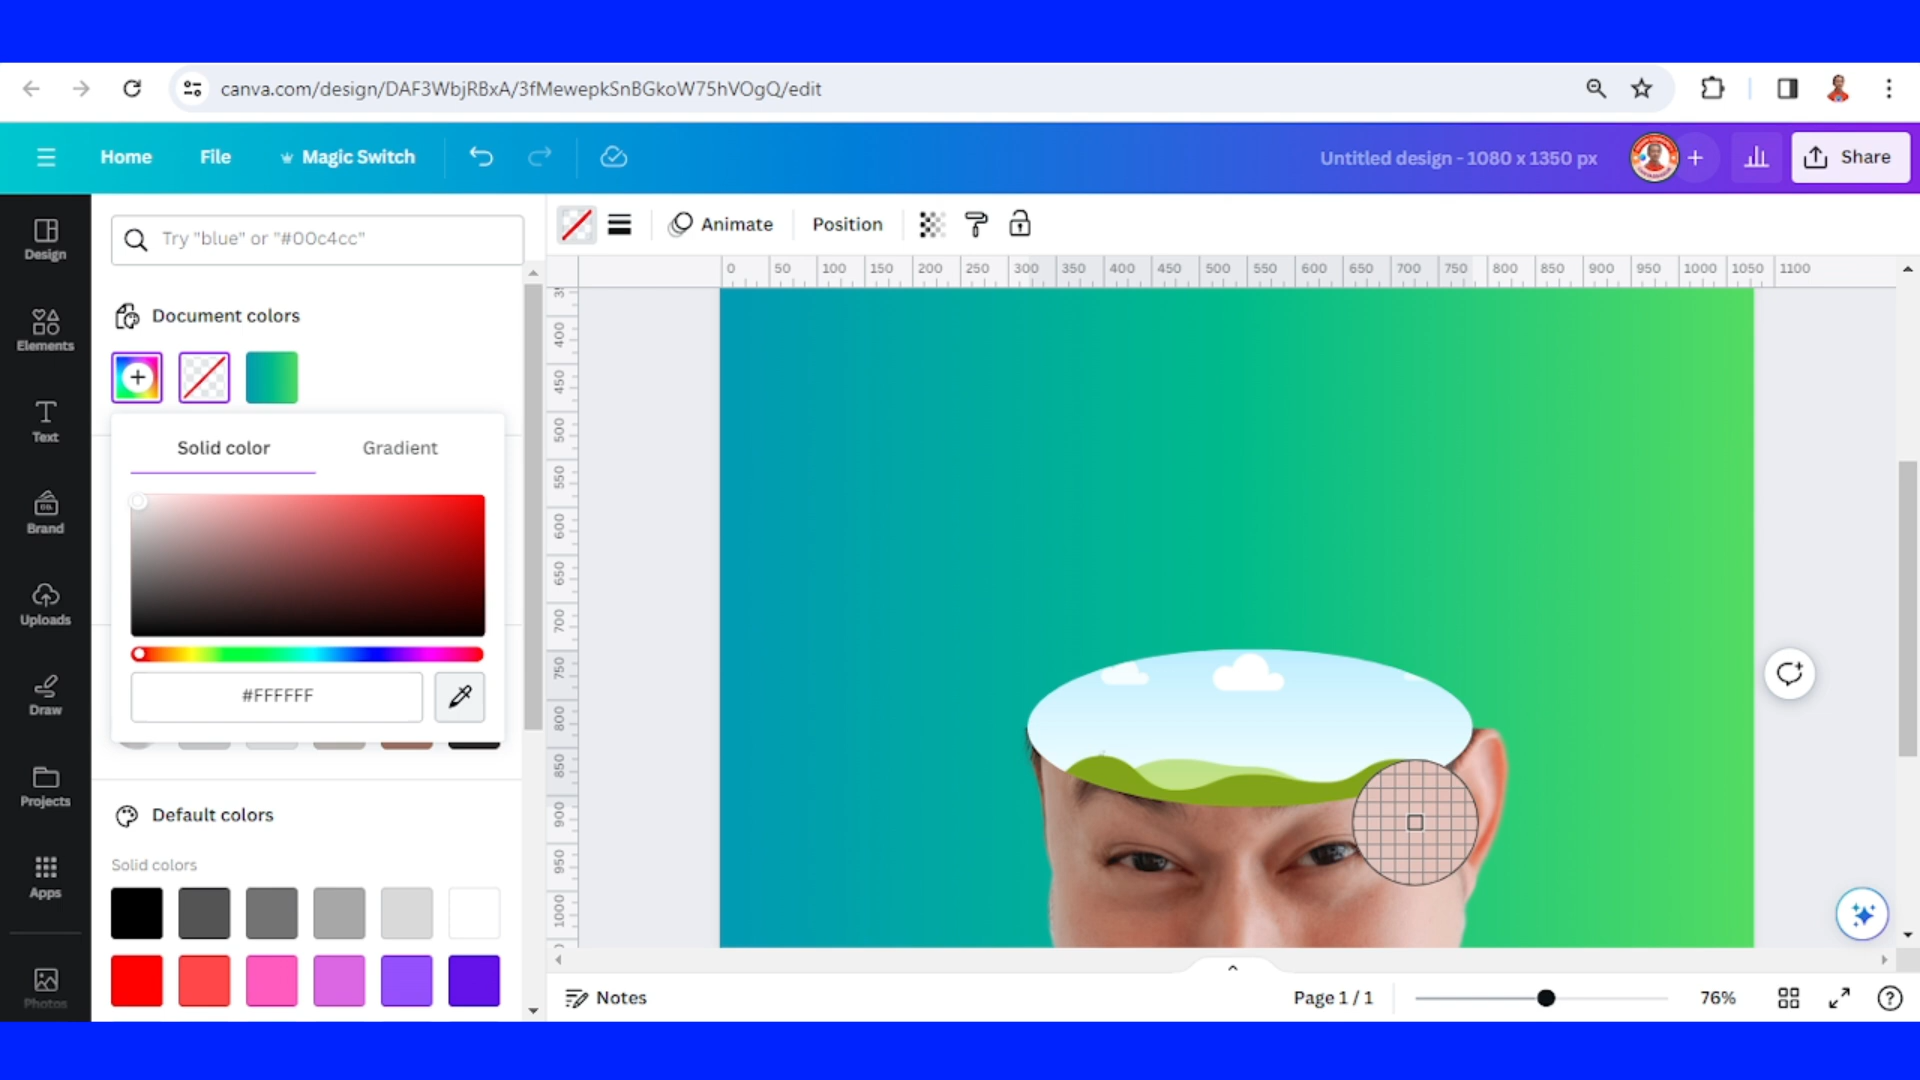 canva.com/design/DAF3WbjRBxA/3fMewepkSnBGkoW75hVOgQ/edit
Home File Magic Switch Untitled design - 1080 x 1350 px Share
Try "blue" or "#00c4cc"
Animate Position
0 50 100 150 200 250 300 350 400 450 500 550 600 650 700 750 800 850 900 950 1000 1050 1100
Design
Elements
Text
Brand
Uploads
Draw
Projects
Apps
Photos
Document colors
Solid color Gradient
#FFFFFF
Default colors
Solid colors
400
450
500
550
600
650
700
750
800
850
900
950
1000
Notes Page 1 / 1 76%